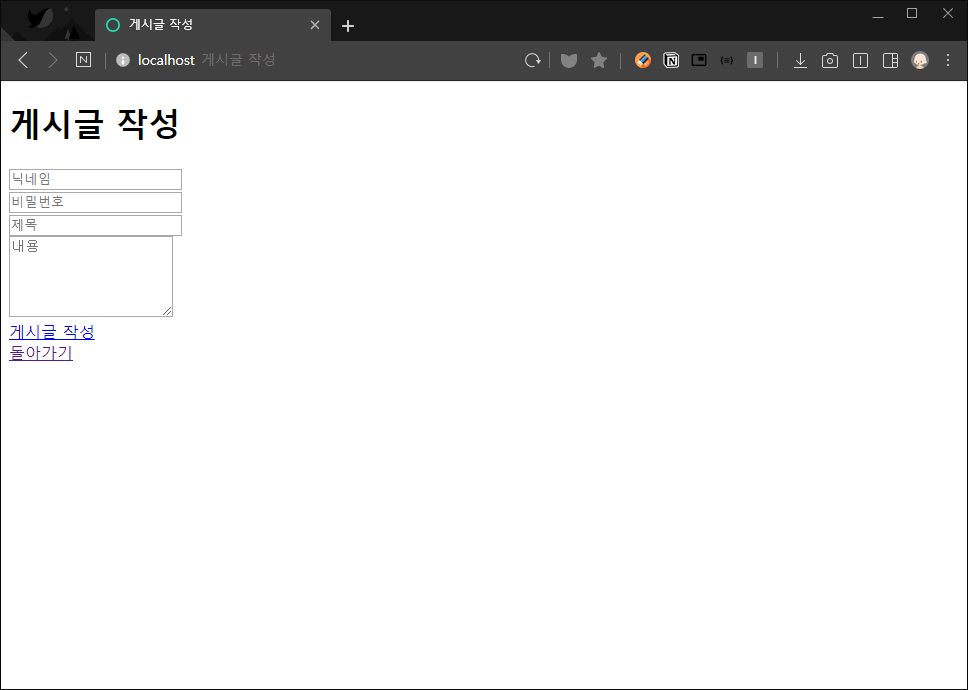 게시글 작성
localhost 게시글 작성
게시글 작성
닉네임
비밀번호
제목
내용
게시글 작성
돌아가기